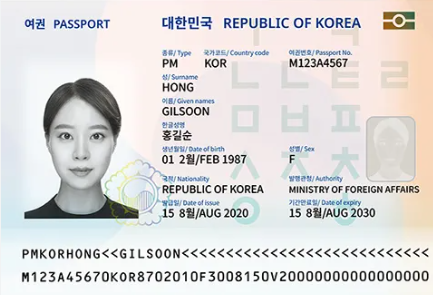 여권 PASSPORT
대한민국 REPUBLIC OF KOREA
종류/Type 국가코드/Country code 여권번호/Passport No.
PM KOR M123A4567
성/Surname
HONG
이름/Given names
GILSOON
한글성명
홍길순
생년월일/Date of birth 성별/Sex
01 2월/FEB 1987 F
국적/Nationality 발행관청/Authority
REPUBLIC OF KOREA MINISTRY OF FOREIGN AFFAIRS
발급일/Date of issue 기간만료일/Date of expiry
15 8월/AUG 2020 15 8월/AUG 2030
PMKORHONG<<GILSOON<<<<<<<<<<<<<<<<<<<<<<<<<<
M123A45670KOR8702010F3008150V20000000000000000